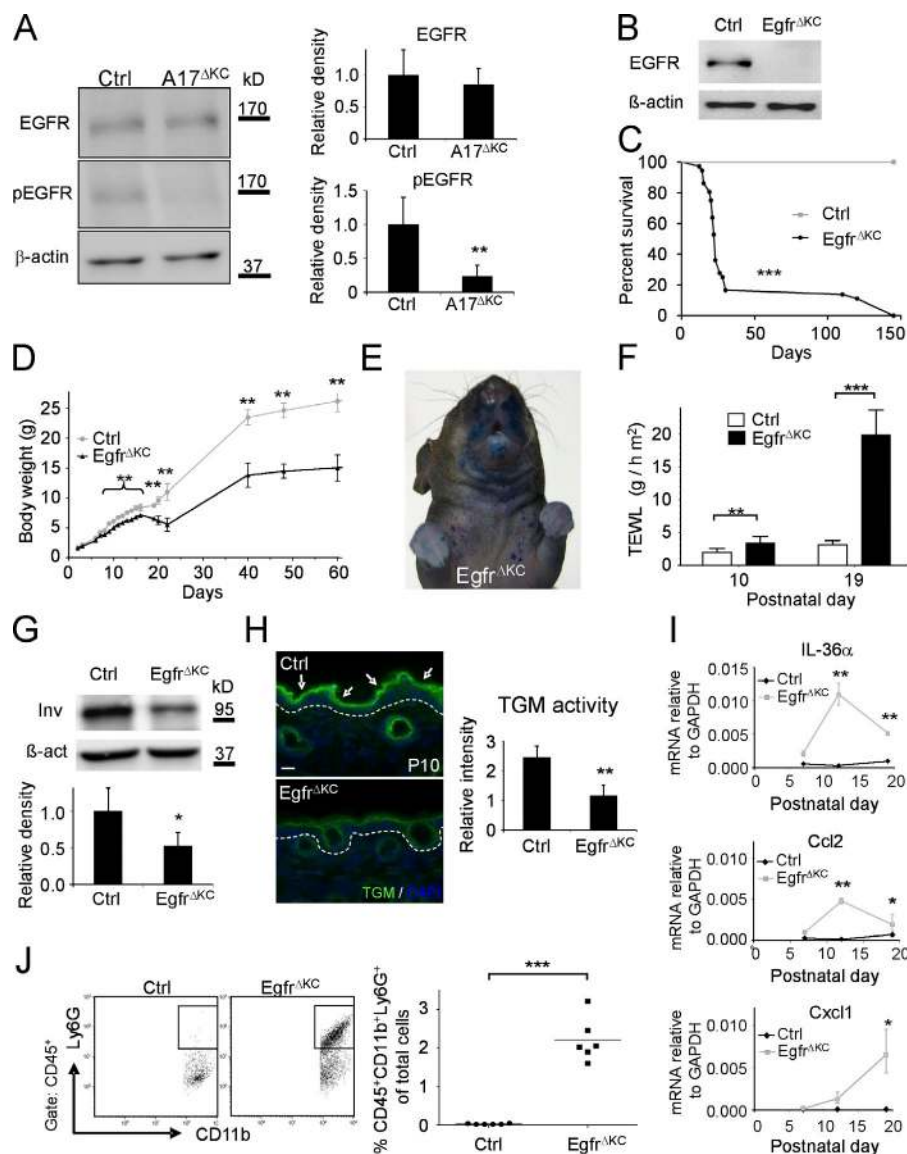 A
Ctrl A17ΔKC kD
EGFR 170
pEGFR 170
β-actin 37
EGFR
Relative density
1.0
0.5
0
Ctrl A17ΔKC
pEGFR
Relative density
1.0
0.5
0
**
Ctrl A17ΔKC
B
Ctrl EgfrΔKC
EGFR
ß-actin
C
Percent survival
100
80
60
40
20
0
Ctrl
EgfrΔKC
***
0 50 100 150
Days
D
Body weight (g)
25
20
15
10
5
0
Ctrl
EgfrΔKC
** ** ** ** ** **
0 10 20 30 40 50 60
Days
E
EgfrΔKC
F
TEWL (g / h m²)
20
15
10
5
0
Ctrl
EgfrΔKC
** ***
10 19
Postnatal day
G
Ctrl EgfrΔKC kD
Inv 95
ß-act 37
Relative density
1.0
0.5
0
*
Ctrl EgfrΔKC
H
Ctrl
P10
EgfrΔKC
TGM / DAPI
TGM activity
Relative intensity
3
2
1
0
**
Ctrl EgfrΔKC
I
IL-36α
mRNA relative
to GAPDH
0.015
0.010
0.005
0.000
Ctrl
EgfrΔKC
** **
0 5 10 15 20
Postnatal day
Ccl2
mRNA relative
to GAPDH
0.010
0.005
0.000
Ctrl
EgfrΔKC
** *
0 5 10 15 20
Postnatal day
Cxcl1
mRNA relative
to GAPDH
0.010
0.005
0.000
Ctrl
EgfrΔKC
*
0 5 10 15 20
Postnatal day
J
Ctrl EgfrΔKC
Gate: CD45⁺
Ly6G
CD11b
% CD45⁺CD11b⁺Ly6G⁺
of total cells
3
2
1
0
***
Ctrl EgfrΔKC